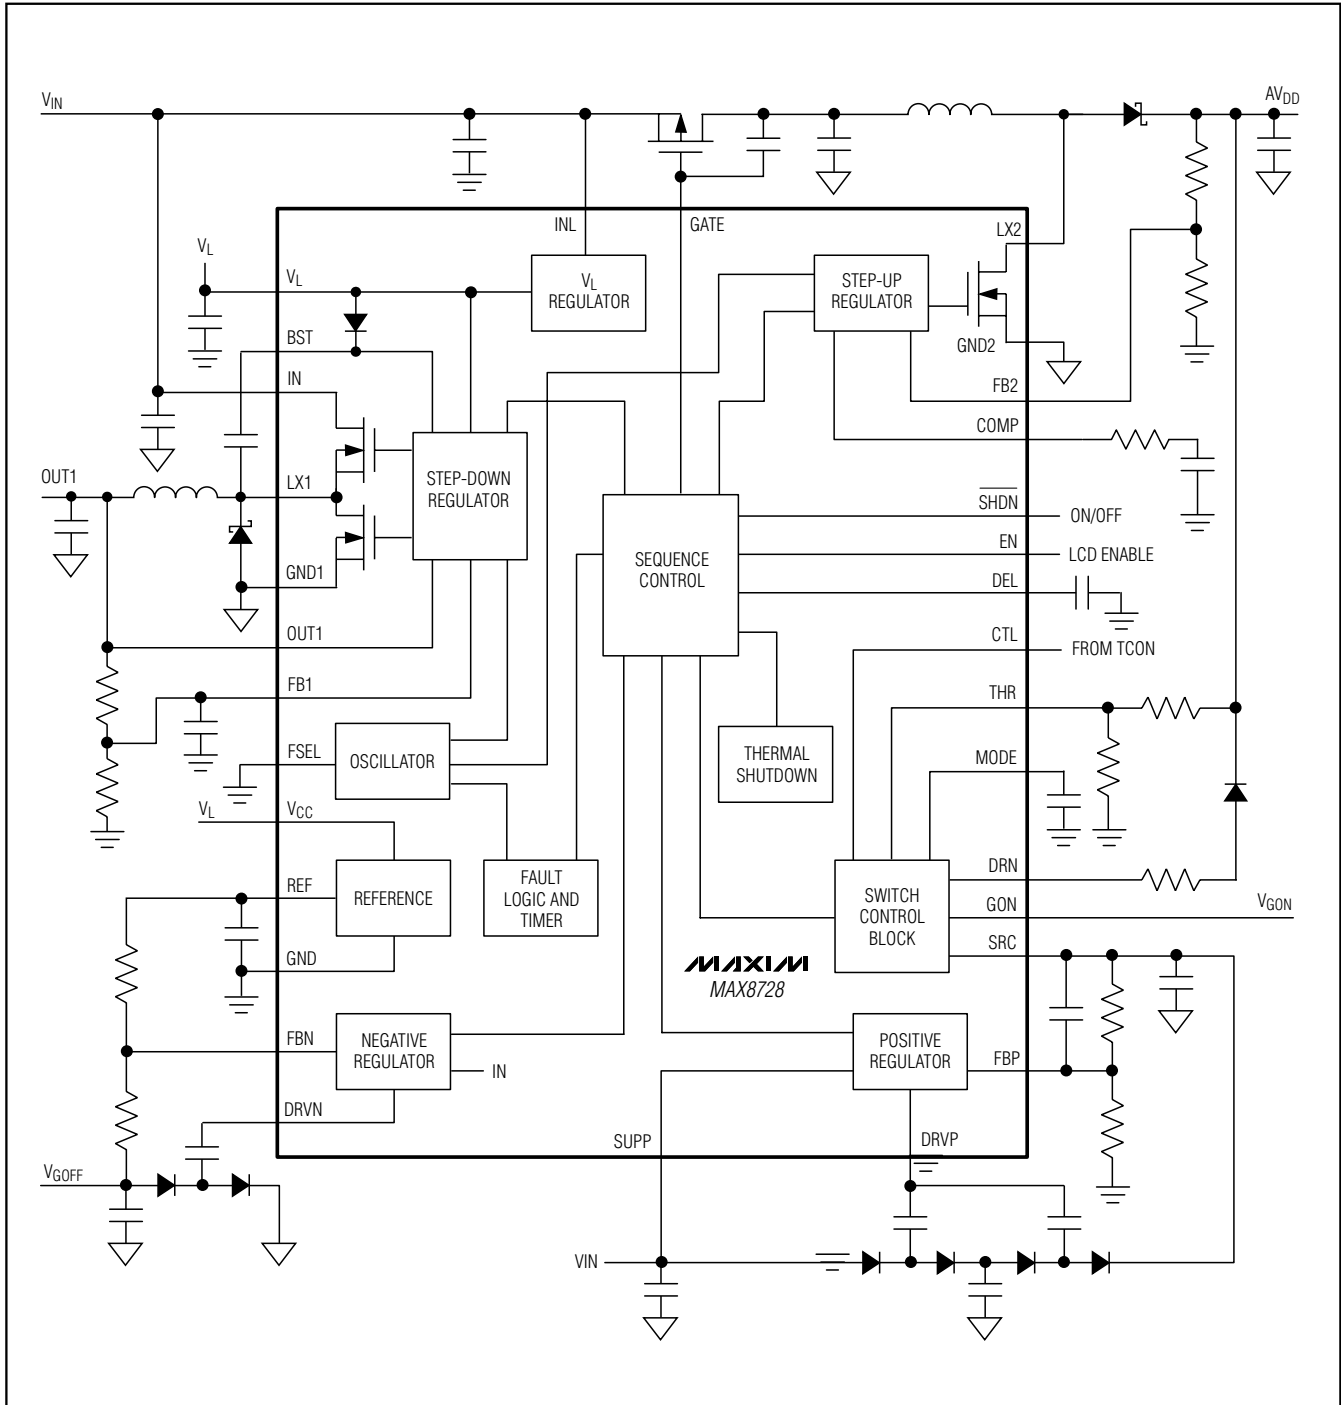 VIN
AVDD
INL
GATE
LX2
VL
VL
VL
REGULATOR
STEP-UP
REGULATOR
BST
GND2
IN
FB2
COMP
OUT1
LX1
STEP-DOWN
REGULATOR
SHDN
ON/OFF
EN
LCD ENABLE
SEQUENCE
CONTROL
GND1
DEL
OUT1
CTL
FROM TCON
FB1
THR
FSEL
OSCILLATOR
THERMAL
SHUTDOWN
MODE
VL
VCC
REF
REFERENCE
FAULT
LOGIC AND
TIMER
DRN
SWITCH
CONTROL
BLOCK
GON
VGON
SRC
GND
MAXIM
MAX8728
FBN
NEGATIVE
REGULATOR
IN
POSITIVE
REGULATOR
FBP
DRVN
SUPP
DRVP
VGOFF
VIN